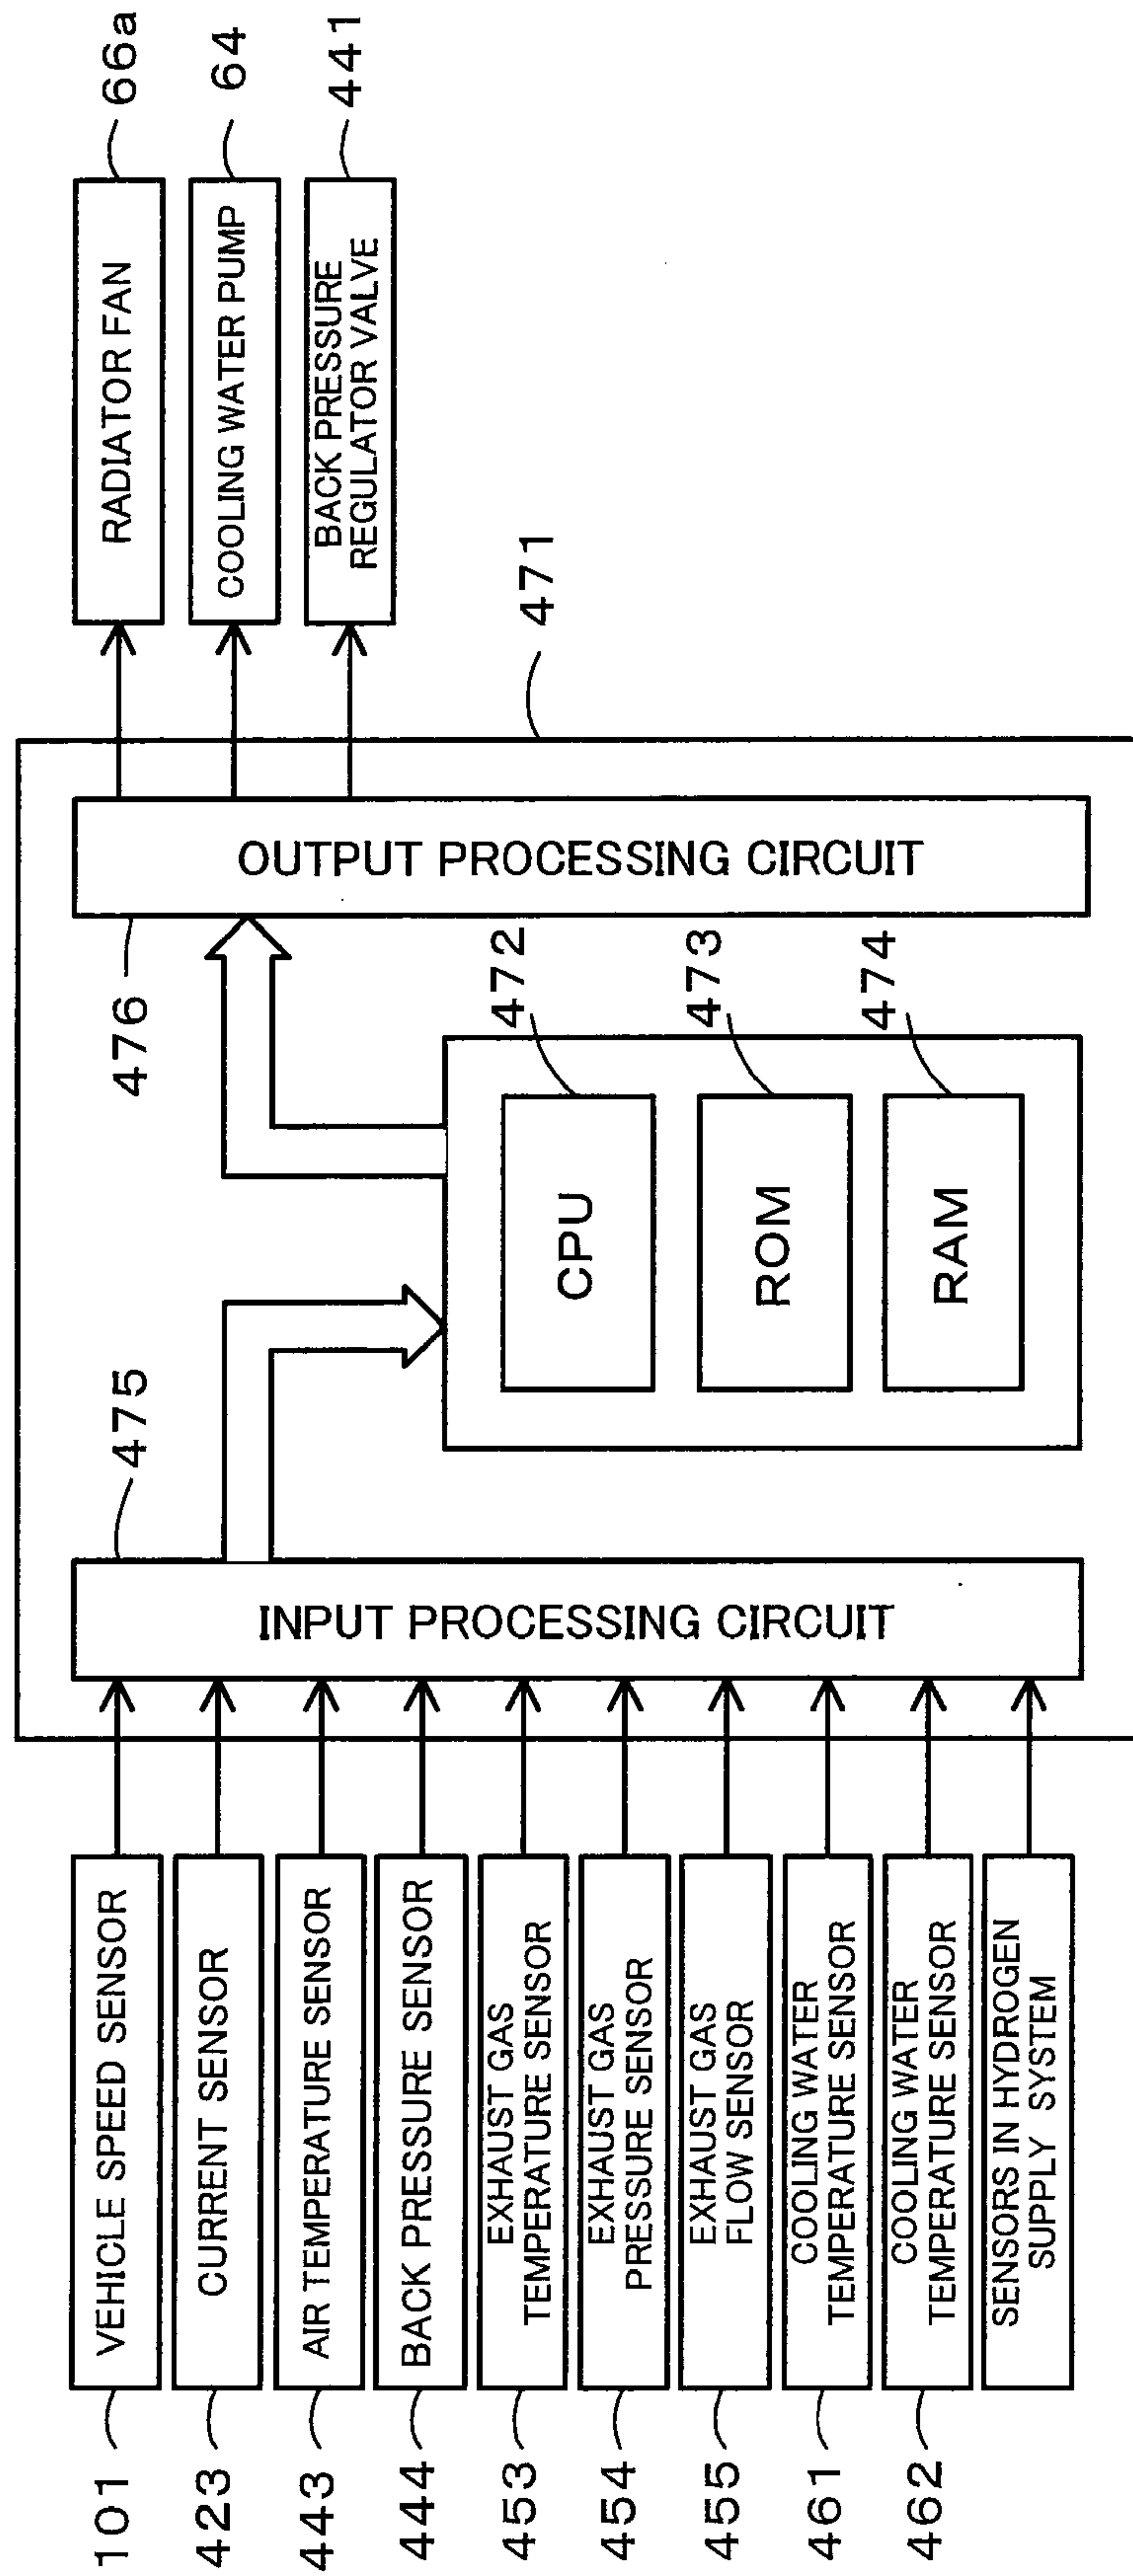 101
VEHICLE SPEED SENSOR
423
CURRENT SENSOR
443
AIR TEMPERATURE SENSOR
444
BACK PRESSURE SENSOR
453
EXHAUST GAS
TEMPERATURE SENSOR
454
EXHAUST GAS
PRESSURE SENSOR
455
EXHAUST GAS
FLOW SENSOR
461
COOLING WATER
TEMPERATURE SENSOR
462
COOLING WATER
TEMPERATURE SENSOR
SENSORS IN HYDROGEN
SUPPLY SYSTEM
475
INPUT PROCESSING CIRCUIT
CPU
472
ROM
473
RAM
474
476
OUTPUT PROCESSING CIRCUIT
471
RADIATOR FAN
66a
COOLING WATER PUMP
64
BACK PRESSURE
REGULATOR VALVE
441